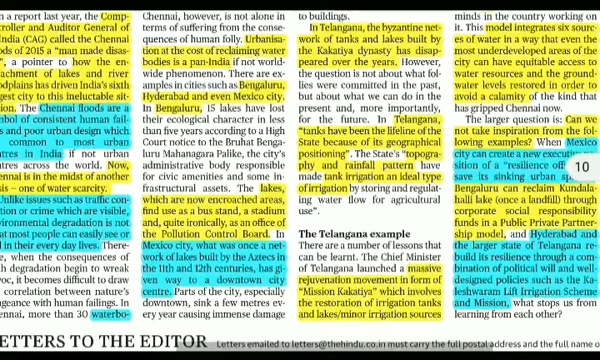 n a report last year, the Comp-
troller and Auditor General of
India (CAG) called the Chennai
ods of 2015 a "man made disas-
", a pointer to how the en-
achment of lakes and river
odplains has driven India's sixth
gest city to this ineluctable sit-
ion. The Chennai floods are a
mbol of consistent human fail-
s and poor urban design which
common to most urban
tres in India if not urban
tres across the world. Now,
ennai is in the midst of another
sis – one of water scarcity.
Unlike issues such as traffic con-
tion or crime which are visible,
vironmental degradation is not
at most people can easily see or
l in their every day lives. There-
e, when the consequences of
h degradation begin to wreak
voc, it becomes difficult to draw
correlation between nature's
ngeance with human failings. In
ennai, more than 30 waterbo-
Chennai, however, is not alone in
terms of suffering from the conse-
quences of human folly. Urbanisa-
tion at the cost of reclaiming water
bodies is a pan-India if not world-
wide phenomenon. There are ex-
amples in cities such as Bengaluru,
Hyderabad and even Mexico city.
In Bengaluru, 15 lakes have lost
their ecological character in less
than five years according to a High
Court notice to the Bruhat Benga-
luru Mahanagara Palike, the city's
administrative body responsible
for civic amenities and some in-
frastructural assets. The lakes,
which are now encroached areas,
find use as a bus stand, a stadium
and, quite ironically, as an office of
the Pollution Control Board. In
Mexico city, what was once a net-
work of lakes built by the Aztecs in
the 11th and 12th centuries, has gi-
ven way to a downtown city
centre. Parts of the city, especially
downtown, sink a few metres ev-
ery year causing immense damage
to buildings.
In Telangana, the byzantine net-
work of tanks and lakes built by
the Kakatiya dynasty has disap-
peared over the years. However,
the question is not about what fol-
lies were committed in the past,
but about what we can do in the
present and, more importantly,
for the future. In Telangana,
"tanks have been the lifeline of the
State because of its geographical
positioning". The State's "topogra-
phy and rainfall pattern have
made tank irrigation an ideal type
of irrigation by storing and regulat-
ing water flow for agricultural
use".
The Telangana example
There are a number of lessons that
can be learnt. The Chief Minister
of Telangana launched a massive
rejuvenation movement in form of
"Mission Kakatiya" which involves
the restoration of irrigation tanks
and lakes/minor irrigation sources
minds in the country working on
it. This model integrates six sourc-
es of water in a way that even the
most underdeveloped areas of the
city can have equitable access to
water resources and the ground-
water levels restored in order to
avoid a calamity of the kind that
has gripped Chennai now.
The larger question is: Can we
not take inspiration from the fol-
lowing examples? When Mexico
city can create a new executive
sition of a "resilience off
save its sinking urban
Bengaluru can reclaim Kundala-
halli lake (once a landfill) through
corporate social responsibility
funds in a Public Private Partner-
ship model, and Hyderabad and
the larger state of Telangana re-
build its resilience through a com-
bination of political will and well-
designed policies such as the Ka-
leshwaram Lift Irrigation Scheme
and Mission, what stops us from
learning from each other?
10
ETTERS TO THE EDITOR
Letters emailed to letters@thehindu.co.in must carry the full postal address and the full name o